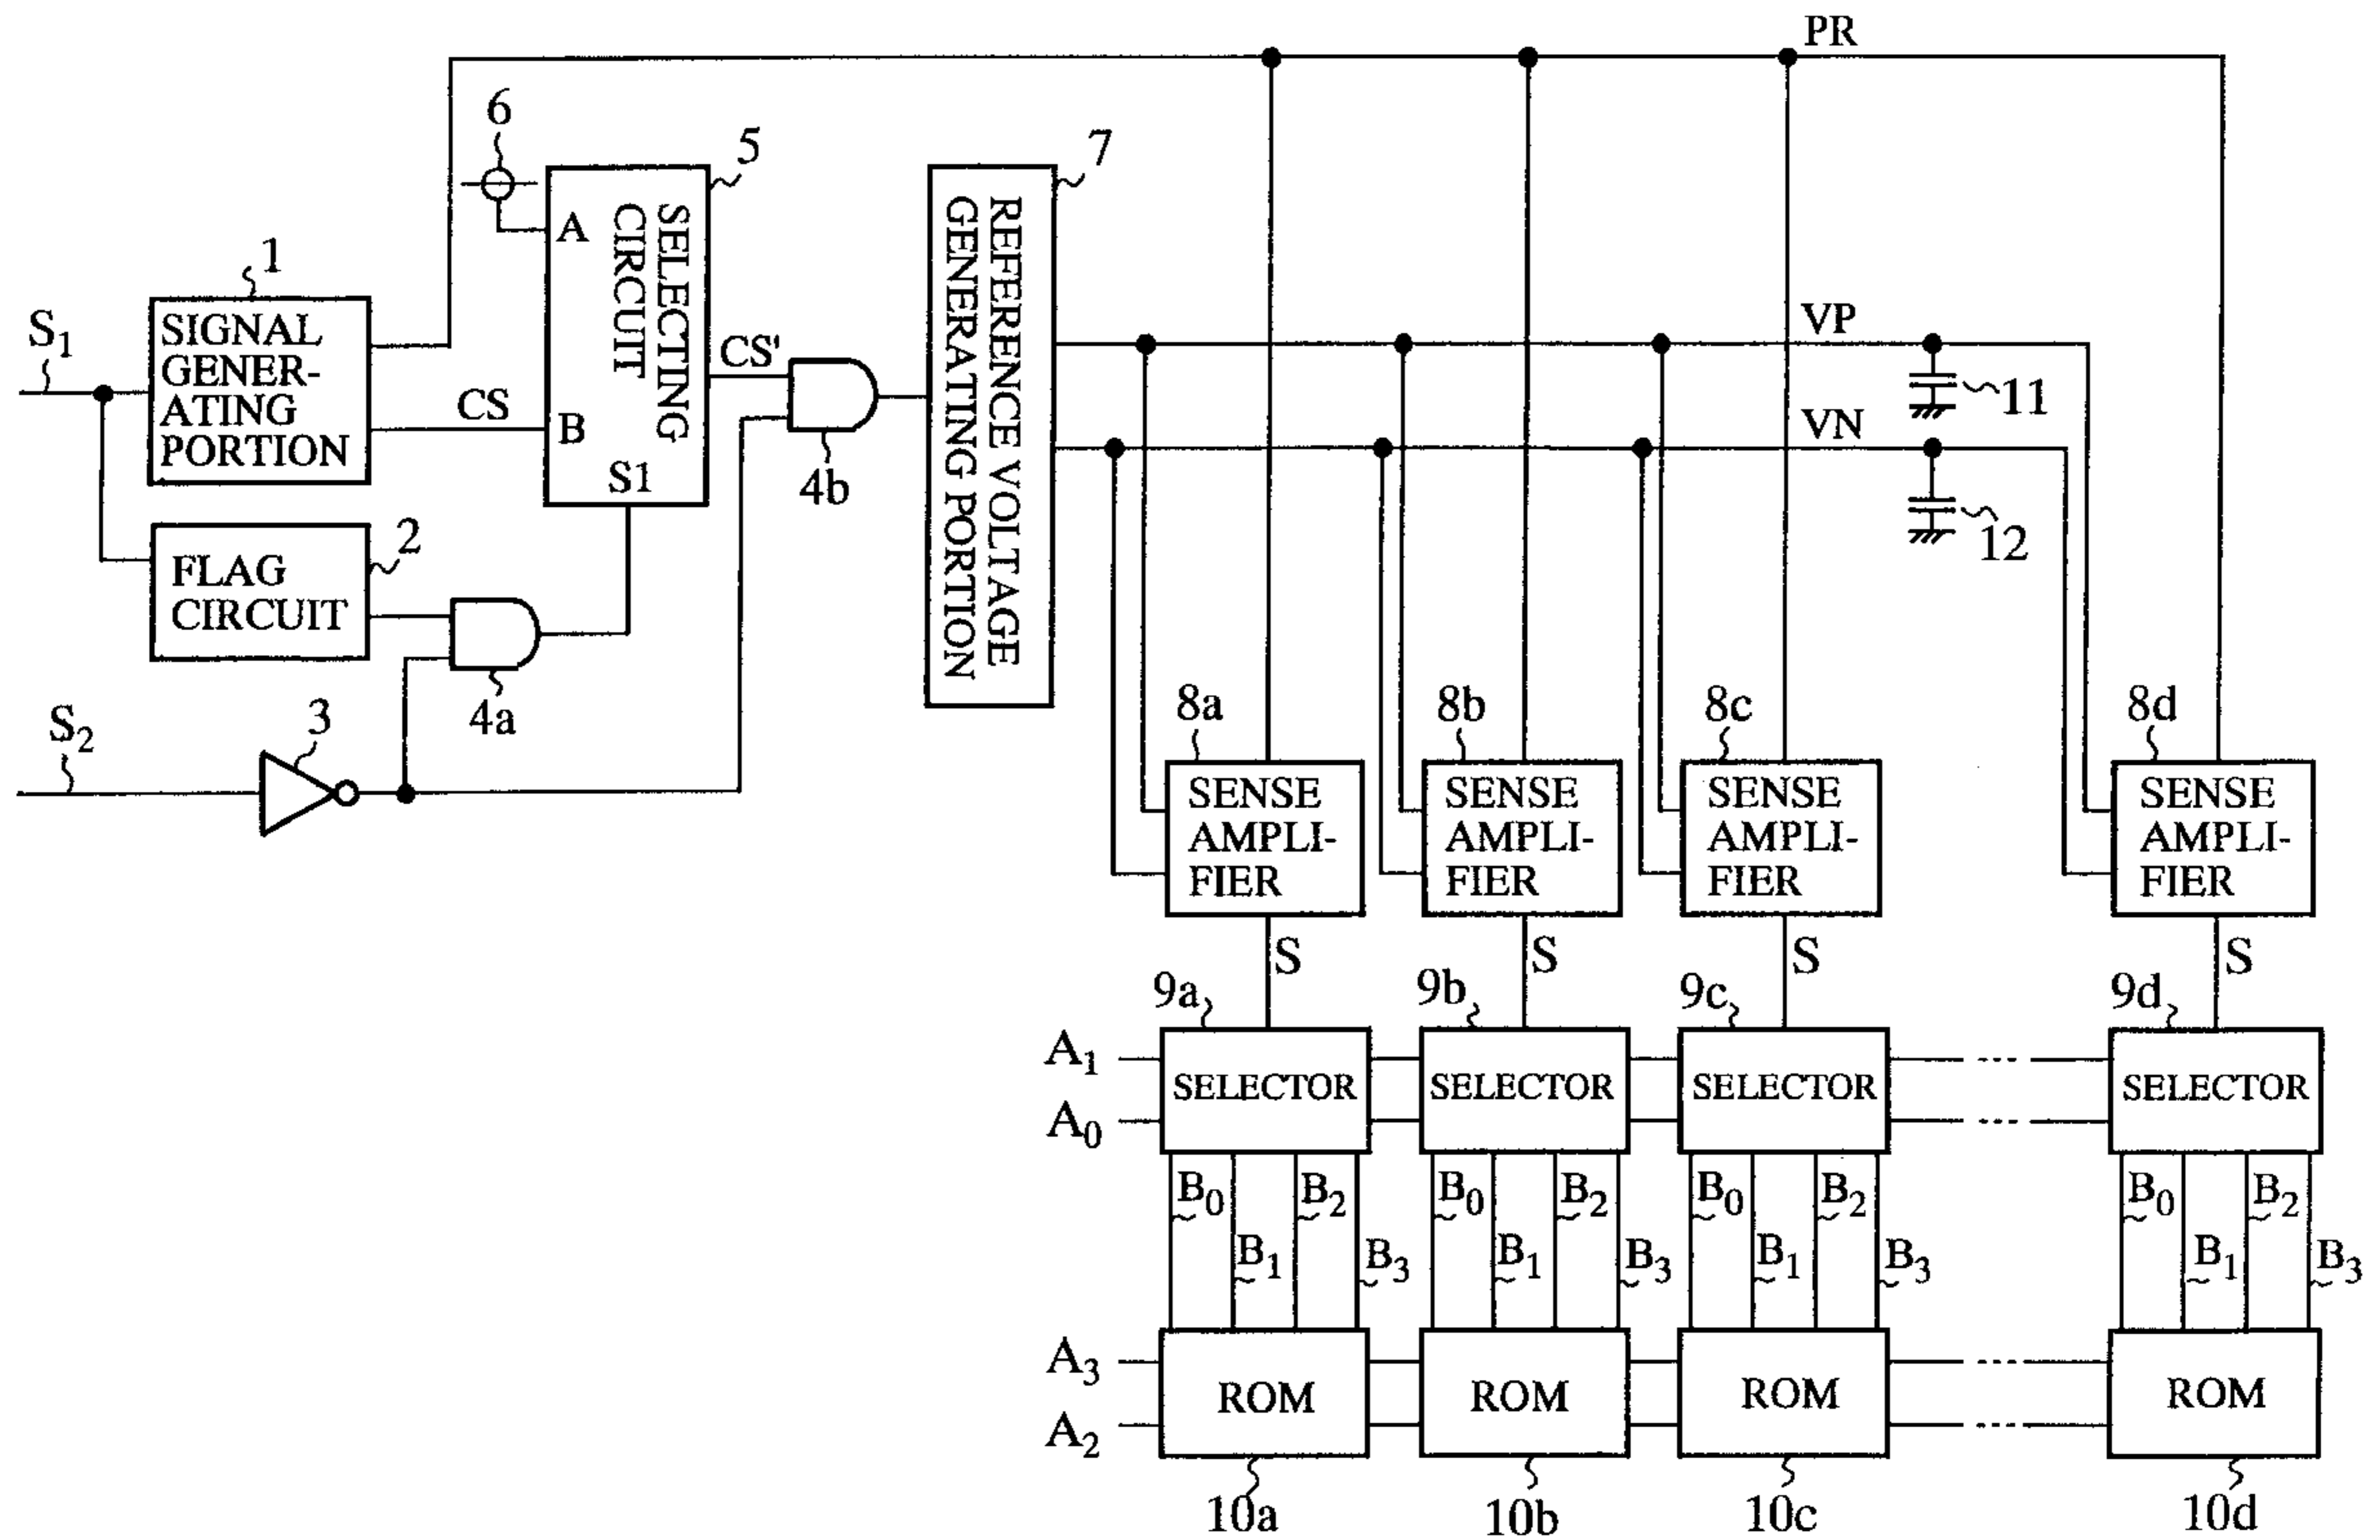 PR
6
5
7
A
SELECTING
CIRCUIT
REFERENCE VOLTAGE
GENERATING PORTION
1
S₁
SIGNAL
GENER-
ATING
PORTION
CS
B
S1
CS'
4b
VP
11
VN
12
2
FLAG
CIRCUIT
4a
S₂
3
8a
8b
8c
8d
SENSE
AMPLI-
FIER
SENSE
AMPLI-
FIER
SENSE
AMPLI-
FIER
SENSE
AMPLI-
FIER
S
S
S
S
9a
9b
9c
9d
A₁
A₀
SELECTOR
SELECTOR
SELECTOR
SELECTOR
B₀
B₁
B₂
B₃
B₀
B₁
B₂
B₃
B₀
B₁
B₂
B₃
B₀
B₁
B₂
B₃
A₃
A₂
ROM
ROM
ROM
ROM
10a
10b
10c
10d